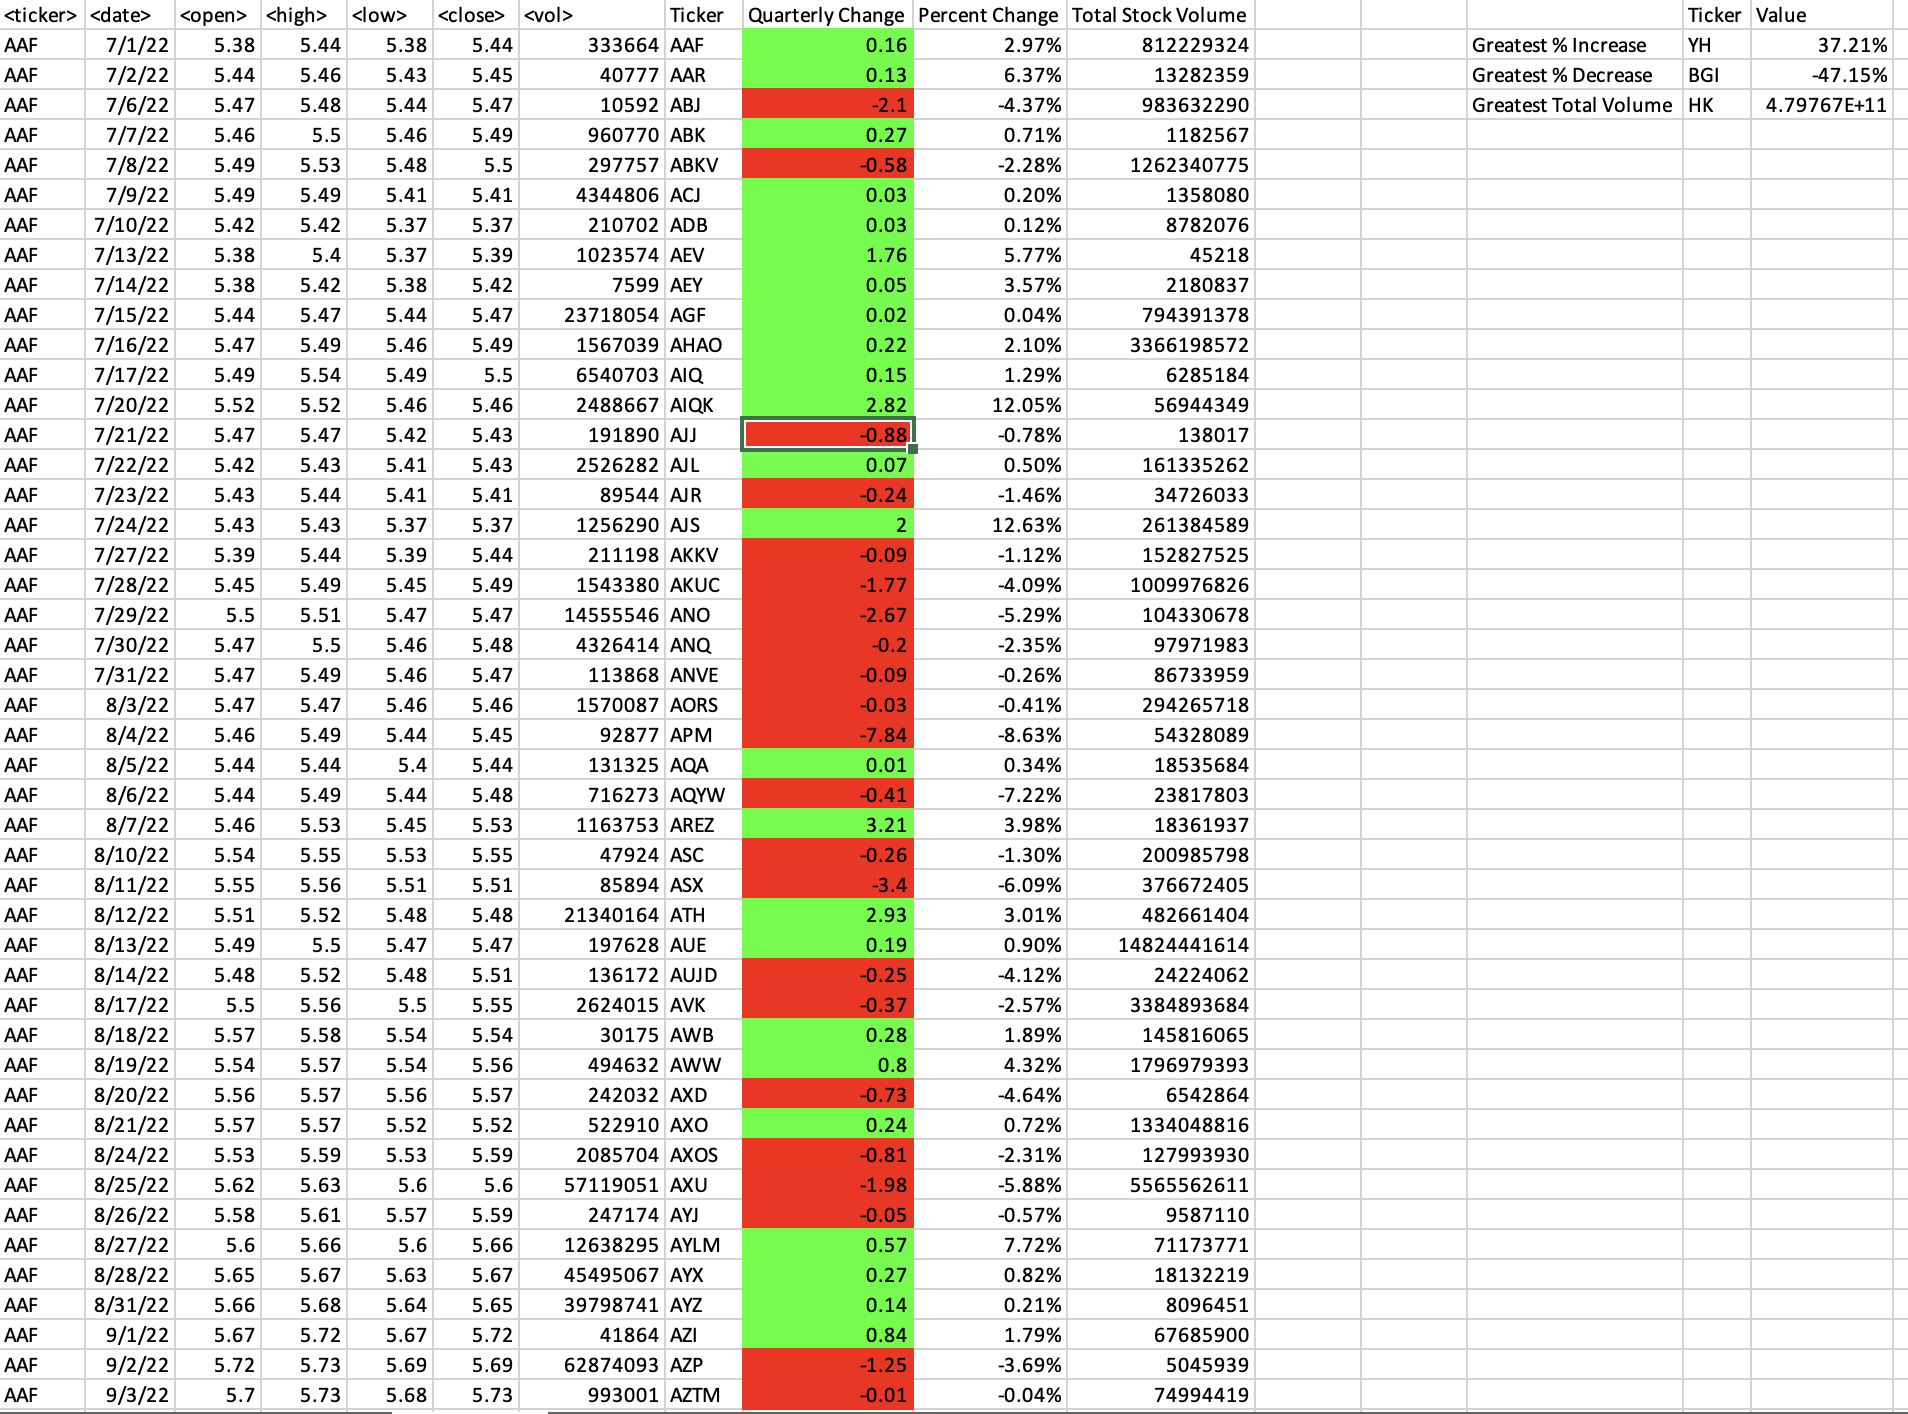 <ticker> <date> <open> <high> <low> <close> <vol> Ticker Quarterly Change Percent Change Total Stock Volume Ticker Value
AAF 7/1/22 5.38 5.44 5.38 5.44 333664 AAF 0.16 2.97% 812229324 Greatest % Increase YH 37.21%
AAF 7/2/22 5.44 5.46 5.43 5.45 40777 AAR 0.13 6.37% 13282359 Greatest % Decrease BGI -47.15%
AAF 7/6/22 5.47 5.48 5.44 5.47 10592 ABJ -2.1 -4.37% 983632290 Greatest Total Volume HK 4.79767E+11
AAF 7/7/22 5.46 5.5 5.46 5.49 960770 ABK 0.27 0.71% 1182567
AAF 7/8/22 5.49 5.53 5.48 5.5 297757 ABKV -0.58 -2.28% 1262340775
AAF 7/9/22 5.49 5.49 5.41 5.41 4344806 ACJ 0.03 0.20% 1358080
AAF 7/10/22 5.42 5.42 5.37 5.37 210702 ADB 0.03 0.12% 8782076
AAF 7/13/22 5.38 5.4 5.37 5.39 1023574 AEV 1.76 5.77% 45218
AAF 7/14/22 5.38 5.42 5.38 5.42 7599 AEY 0.05 3.57% 2180837
AAF 7/15/22 5.44 5.47 5.44 5.47 23718054 AGF 0.02 0.04% 794391378
AAF 7/16/22 5.47 5.49 5.46 5.49 1567039 AHAO 0.22 2.10% 3366198572
AAF 7/17/22 5.49 5.54 5.49 5.5 6540703 AIQ 0.15 1.29% 6285184
AAF 7/20/22 5.52 5.52 5.46 5.46 2488667 AIQK 2.82 12.05% 56944349
AAF 7/21/22 5.47 5.47 5.42 5.43 191890 AJJ -0.88 -0.78% 138017
AAF 7/22/22 5.42 5.43 5.41 5.43 2526282 AJL 0.07 0.50% 161335262
AAF 7/23/22 5.43 5.44 5.41 5.41 89544 AJR -0.24 -1.46% 34726033
AAF 7/24/22 5.43 5.43 5.37 5.37 1256290 AJS 2 12.63% 261384589
AAF 7/27/22 5.39 5.44 5.39 5.44 211198 AKKV -0.09 -1.12% 152827525
AAF 7/28/22 5.45 5.49 5.45 5.49 1543380 AKUC -1.77 -4.09% 1009976826
AAF 7/29/22 5.5 5.51 5.47 5.47 14555546 ANO -2.67 -5.29% 104330678
AAF 7/30/22 5.47 5.5 5.46 5.48 4326414 ANQ -0.2 -2.35% 97971983
AAF 7/31/22 5.47 5.49 5.46 5.47 113868 ANVE -0.09 -0.26% 86733959
AAF 8/3/22 5.47 5.47 5.46 5.46 1570087 AORS -0.03 -0.41% 294265718
AAF 8/4/22 5.46 5.49 5.44 5.45 92877 APM -7.84 -8.63% 54328089
AAF 8/5/22 5.44 5.44 5.4 5.44 131325 AQA 0.01 0.34% 18535684
AAF 8/6/22 5.44 5.49 5.44 5.48 716273 AQYW -0.41 -7.22% 23817803
AAF 8/7/22 5.46 5.53 5.45 5.53 1163753 AREZ 3.21 3.98% 18361937
AAF 8/10/22 5.54 5.55 5.53 5.55 47924 ASC -0.26 -1.30% 200985798
AAF 8/11/22 5.55 5.56 5.51 5.51 85894 ASX -3.4 -6.09% 376672405
AAF 8/12/22 5.51 5.52 5.48 5.48 21340164 ATH 2.93 3.01% 482661404
AAF 8/13/22 5.49 5.5 5.47 5.47 197628 AUE 0.19 0.90% 14824441614
AAF 8/14/22 5.48 5.52 5.48 5.51 136172 AUJD -0.25 -4.12% 24224062
AAF 8/17/22 5.5 5.56 5.5 5.55 2624015 AVK -0.37 -2.57% 3384893684
AAF 8/18/22 5.57 5.58 5.54 5.54 30175 AWB 0.28 1.89% 145816065
AAF 8/19/22 5.54 5.57 5.54 5.56 494632 AWW 0.8 4.32% 1796979393
AAF 8/20/22 5.56 5.57 5.56 5.57 242032 AXD -0.73 -4.64% 6542864
AAF 8/21/22 5.57 5.57 5.52 5.52 522910 AXO 0.24 0.72% 1334048816
AAF 8/24/22 5.53 5.59 5.53 5.59 2085704 AXOS -0.81 -2.31% 127993930
AAF 8/25/22 5.62 5.63 5.6 5.6 57119051 AXU -1.98 -5.88% 5565562611
AAF 8/26/22 5.58 5.61 5.57 5.59 247174 AYJ -0.05 -0.57% 9587110
AAF 8/27/22 5.6 5.66 5.6 5.66 12638295 AYLM 0.57 7.72% 71173771
AAF 8/28/22 5.65 5.67 5.63 5.67 45495067 AYX 0.27 0.82% 18132219
AAF 8/31/22 5.66 5.68 5.64 5.65 39798741 AYZ 0.14 0.21% 8096451
AAF 9/1/22 5.67 5.72 5.67 5.72 41864 AZI 0.84 1.79% 67685900
AAF 9/2/22 5.72 5.73 5.69 5.69 62874093 AZP -1.25 -3.69% 5045939
AAF 9/3/22 5.7 5.73 5.68 5.73 993001 AZTM -0.01 -0.04% 74994419